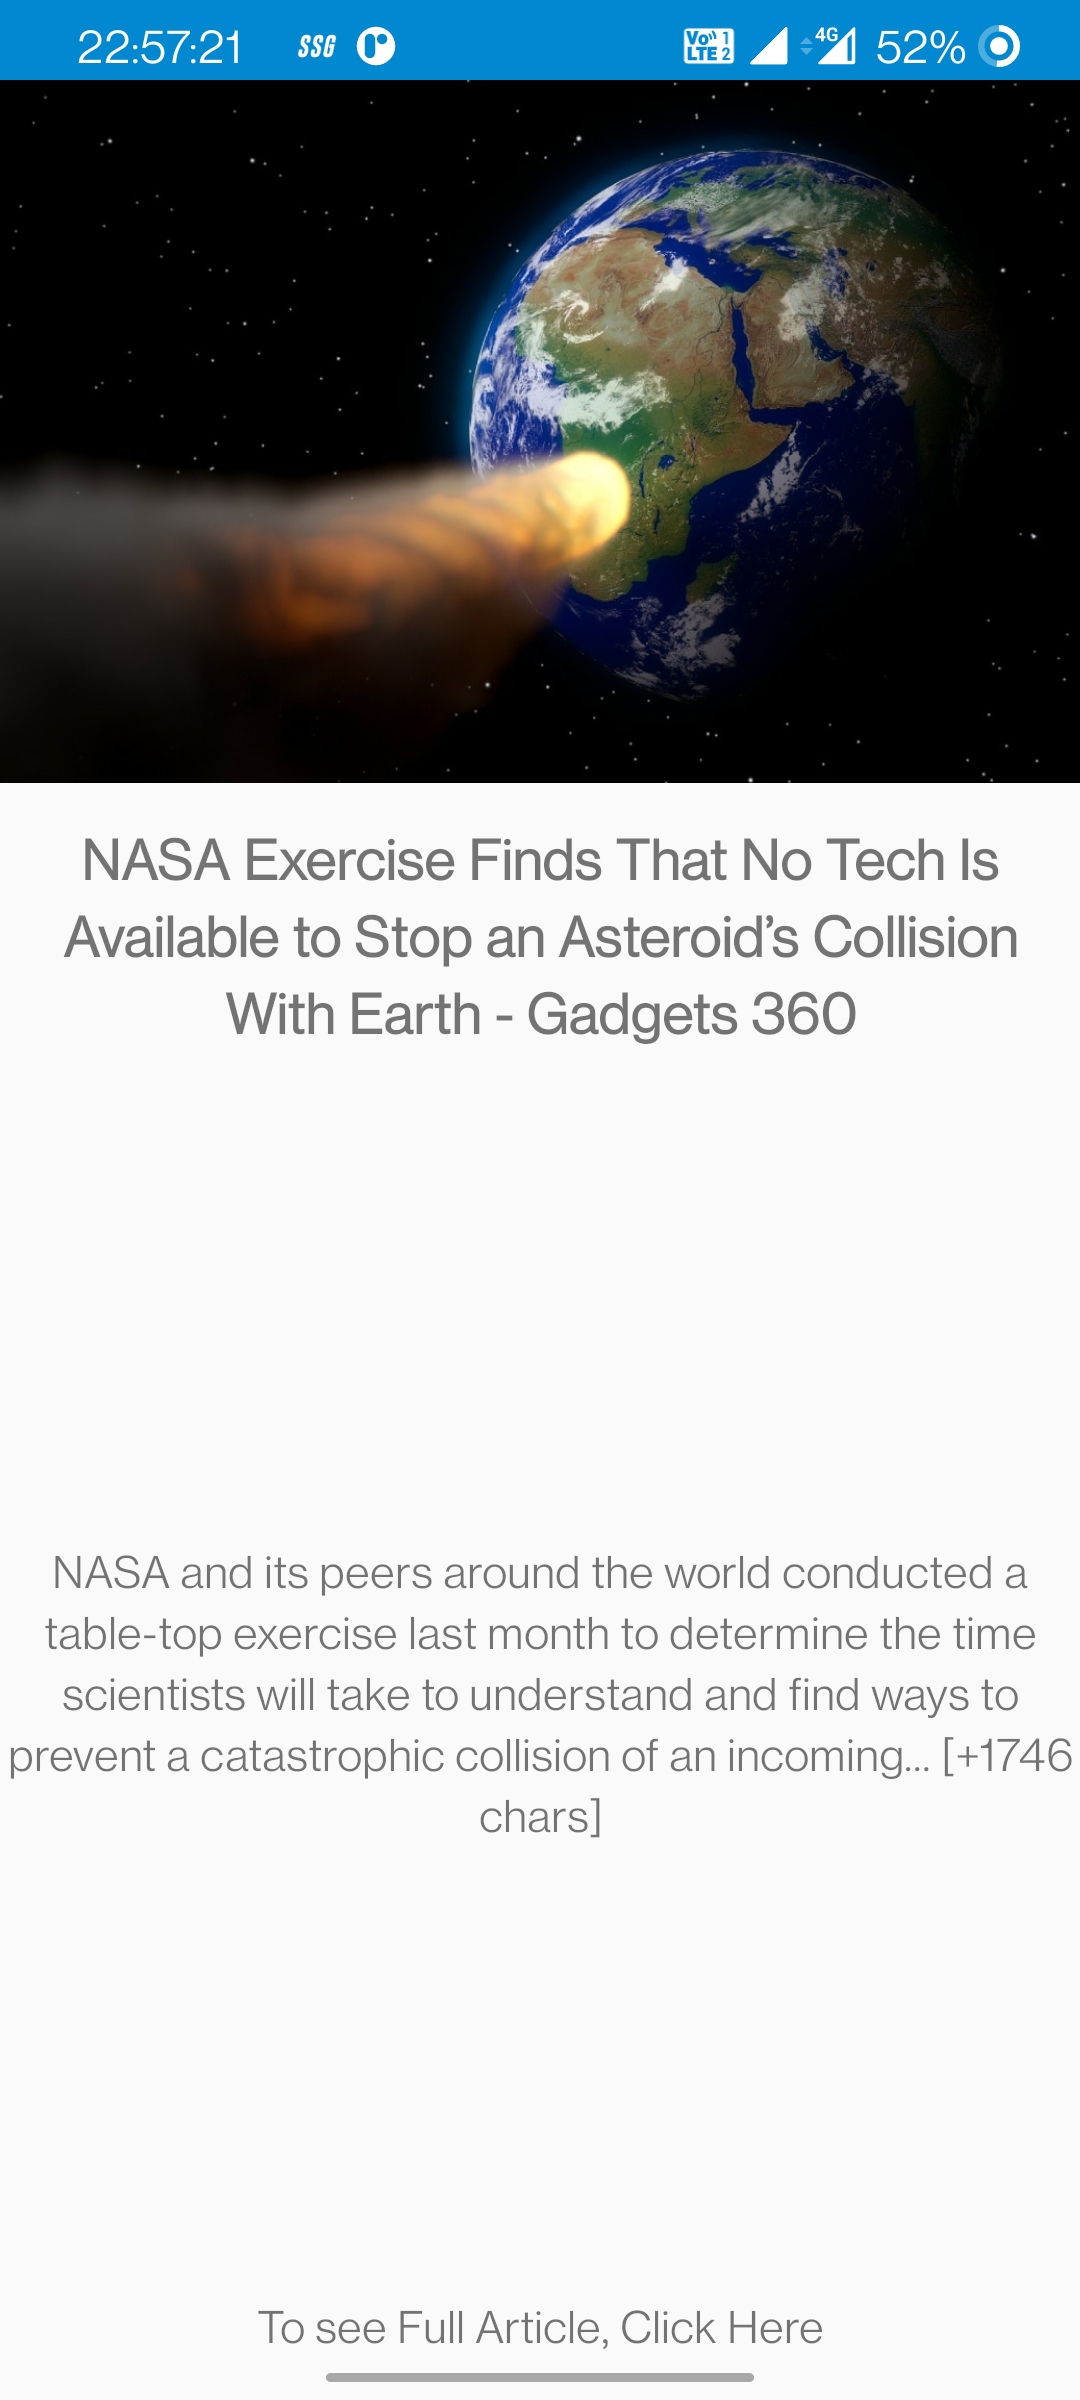 22:57:21 SSG Vo)) 1 LTE 2 4G 52%
NASA Exercise Finds That No Tech Is
Available to Stop an Asteroid’s Collision
With Earth - Gadgets 360
NASA and its peers around the world conducted a
table-top exercise last month to determine the time
scientists will take to understand and find ways to
prevent a catastrophic collision of an incoming… [+1746
chars]
To see Full Article, Click Here